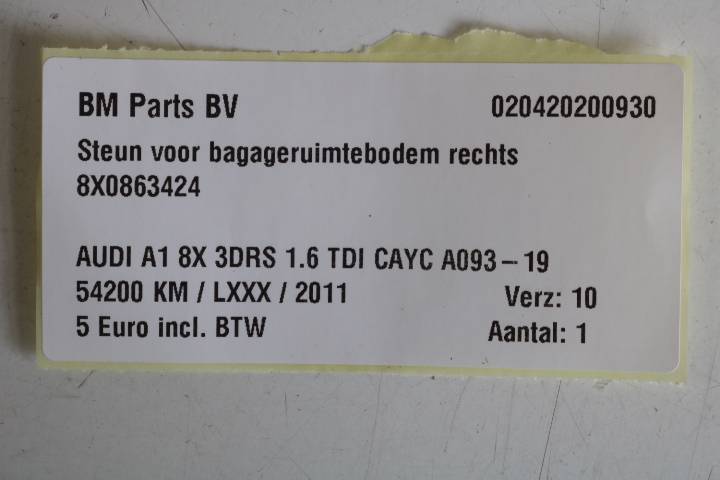 BM Parts BV 020420200930
Steun voor bagageruimtebodem rechts
8X0863424
AUDI A1 8X 3DRS 1.6 TDI CAYC A093 – 19
54200 KM / LXXX / 2011 Verz: 10
5 Euro incl. BTW Aantal: 1